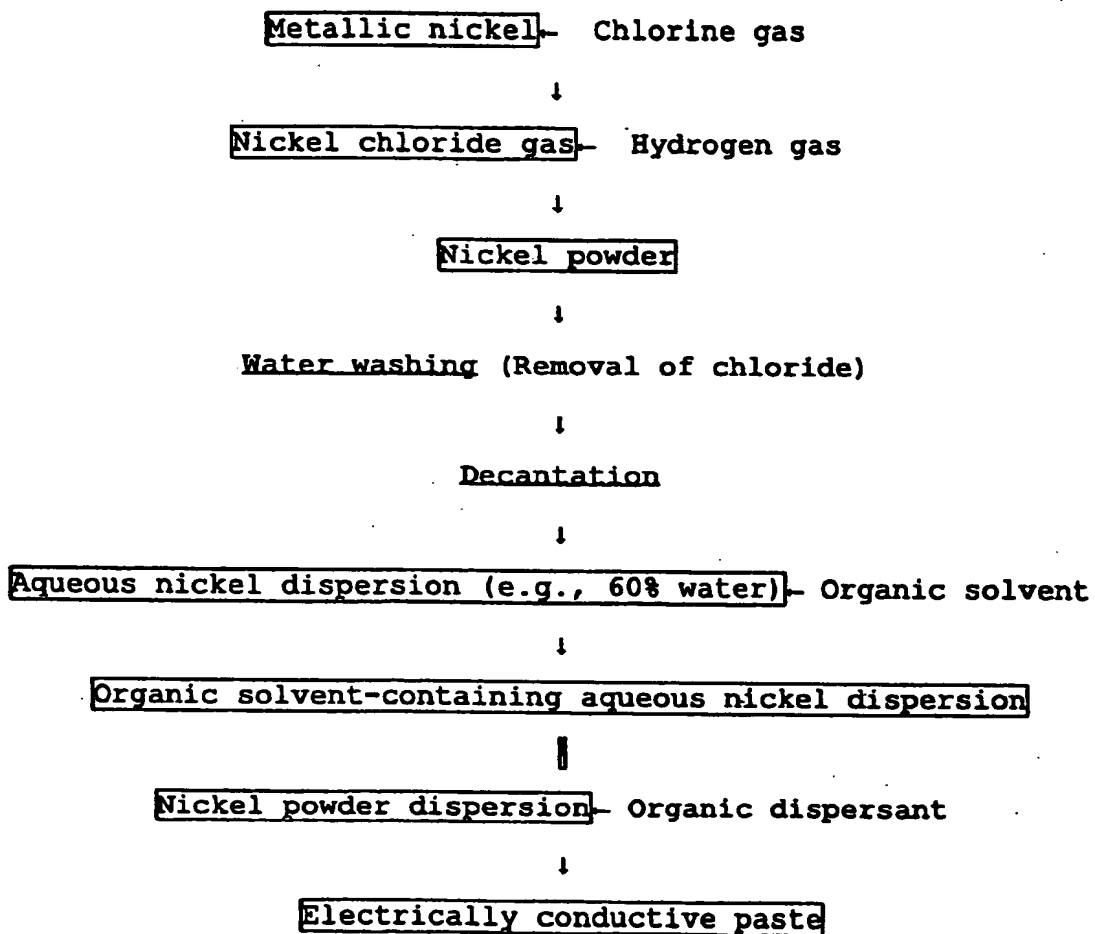 Metallic nickel← Chlorine gas
↓
Nickel chloride gas← Hydrogen gas
↓
Nickel powder
↓
Water washing (Removal of chloride)
↓
Decantation
↓
Aqueous nickel dispersion (e.g., 60% water)← Organic solvent
↓
Organic solvent-containing aqueous nickel dispersion
Nickel powder dispersion← Organic dispersant
↓
Electrically conductive paste